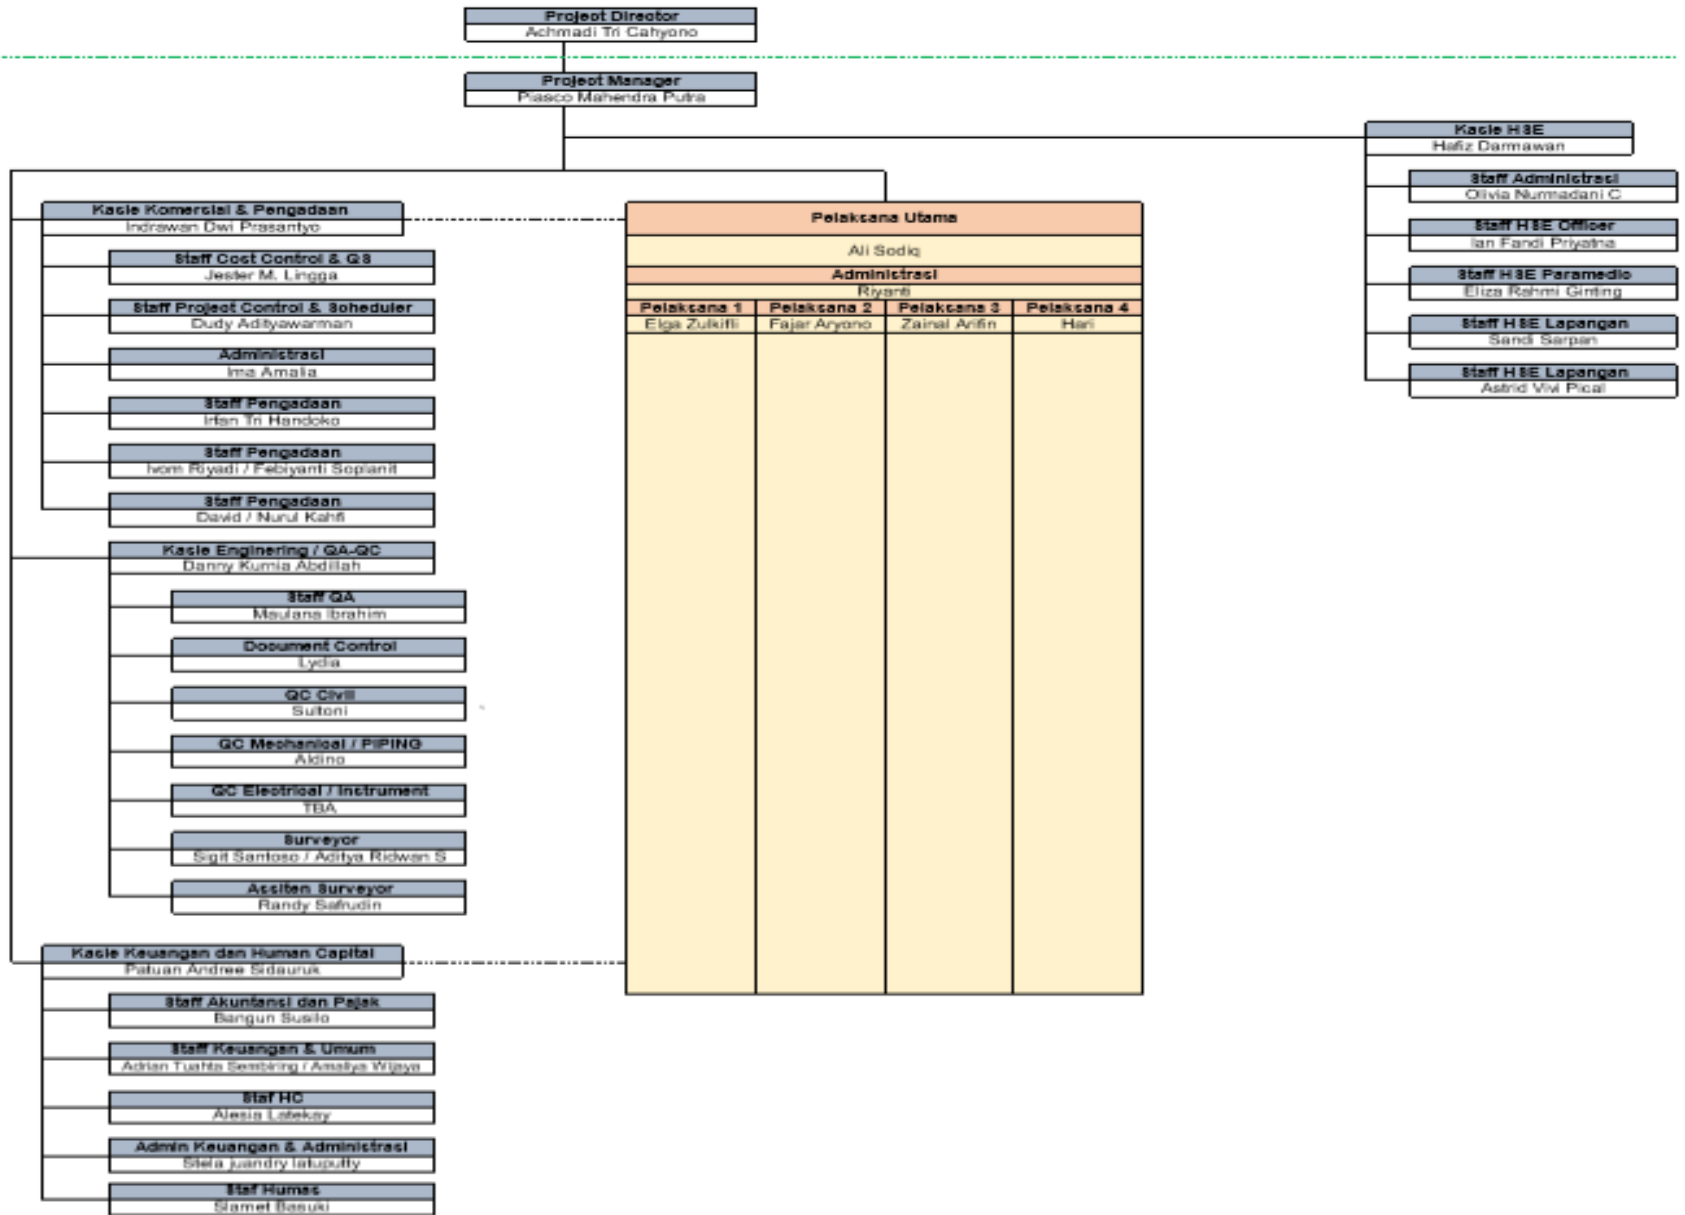 Project Director
Achmadi Tri Cahyono
Project Manager
Piasco Mahendra Putra
Kasie HSE
Hafiz Darmawan
Staff Administrasi
Olivia Nurmadani C
Staff HSE Officer
Ian Fandi Priyatna
Staff HSE Paramedic
Eliza Rahmi Ginting
Staff HSE Lapangan
Sandi Sarpan
Staff HSE Lapangan
Astrid Vivi Pical
Kasie Komersial & Pengadaan
Indrawan Dwi Prasantyo
Staff Cost Control & QS
Jester M. Lingga
Staff Project Control & Scheduler
Dudy Adityawarman
Administrasi
Ima Amalia
Staff Pengadaan
Irfan Tri Handoko
Staff Pengadaan
Ivom Riyadi / Febiyanti Soplanit
Staff Pengadaan
David / Nurul Kahfi
Kasie Enginering / QA-QC
Danny Kurnia Abdillah
Staff QA
Maulana Ibrahim
Document Control
Lydia
QC Civil
Sultoni
QC Mechanical / PIPING
Aldino
QC Electrical / Instrument
TBA
Surveyor
Sigit Santoso / Aditya Ridwan S
Assiten Surveyor
Randy Safrudin
Kasie Keuangan dan Human Capital
Patuan Andree Sidauruk
Staff Akuntansi dan Pajak
Bangun Susilo
Staff Keuangan & Umum
Adrian Tuahta Sembiring / Amaliya Wijaya
Staf HC
Alesia Latekay
Admin Keuangan & Administrasi
Stela juandry latuputty
Staf Humas
Slamet Basuki
Pelaksana Utama
Ali Sodiq
Administrasi
Riyanti
Pelaksana 1 Pelaksana 2 Pelaksana 3 Pelaksana 4
Elga Zulkifli Fajar Aryono Zainal Arifin Hari